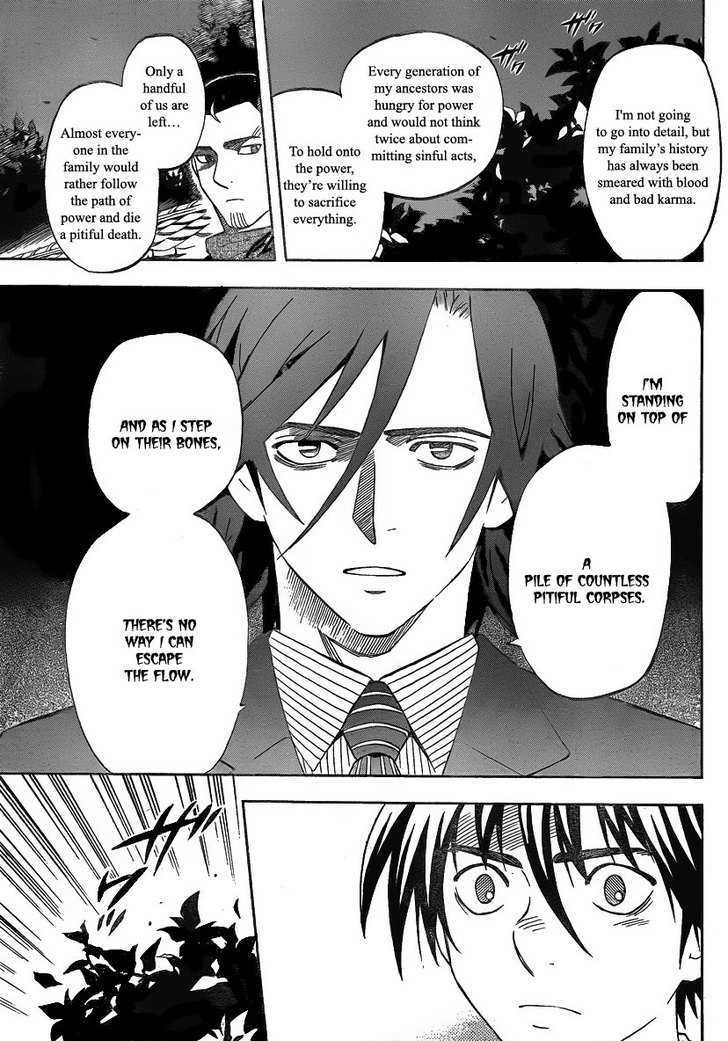 I'm not going
to go into detail, but
my family's history
has always been
smeared with blood
and bad karma.
Every generation of
my ancestors was
hungry for power
and would not think
twice about com-
mitting sinful acts,
To hold onto
the power,
they're willing
to sacrifice
everything.
Only a
handful
of us are
left...
Almost every-
one in the
family would
rather follow
the path of
power and die
a pitiful death.
I'M
STANDING
ON TOP OF
A
PILE OF COUNTLESS
PITIFUL CORPSES.
AND AS I STEP
ON THEIR BONES,
THERE'S NO
WAY I CAN
ESCAPE
THE FLOW.